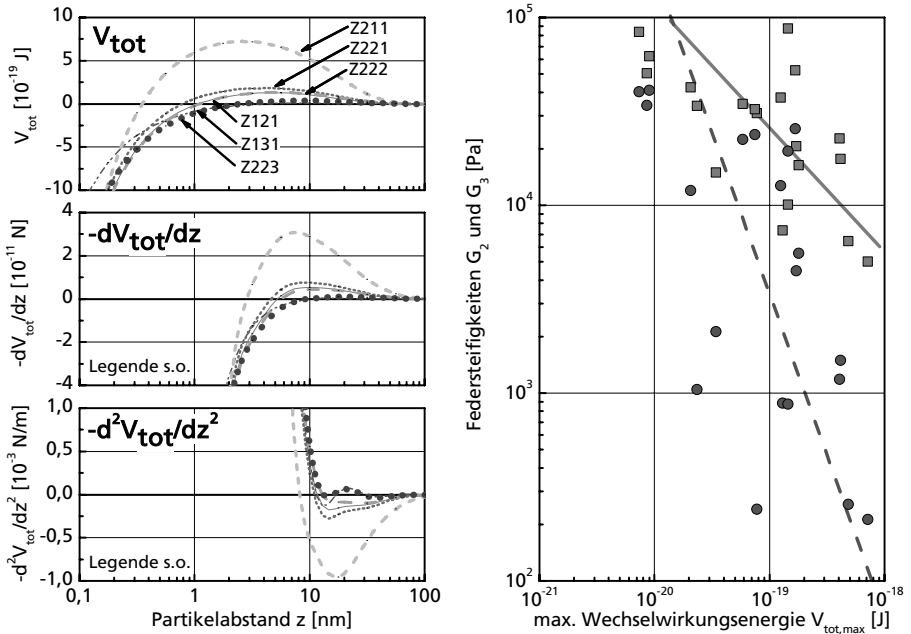 V_tot
V_tot [10^-19 J]
10
5
0
-5
-10
Z211
Z221
Z222
Z121
Z131
Z223
-dV_tot/dz
-dV_tot/dz [10^-11 N]
4
2
0
-2
-4
Legende s.o.
-d²V_tot/dz²
-d²V_tot/dz² [10^-3 N/m]
1,0
0,5
0,0
-0,5
-1,0
Legende s.o.
0,1 1 10 100
Partikelabstand z [nm]
Federsteifigkeiten G_2 und G_3 [Pa]
10^5
10^4
10^3
10^2
10^-21 10^-20 10^-19 10^-18
max. Wechselwirkungsenergie V_tot,max [J]